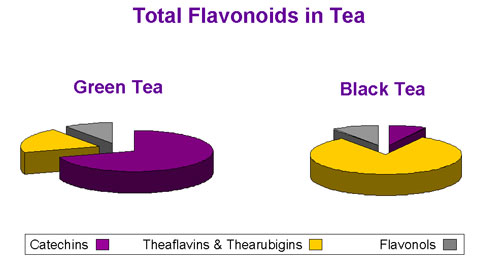 Total Flavonoids in Tea
Green Tea
Black Tea
Catechins
Theaflavins & Thearubigins
Flavonols